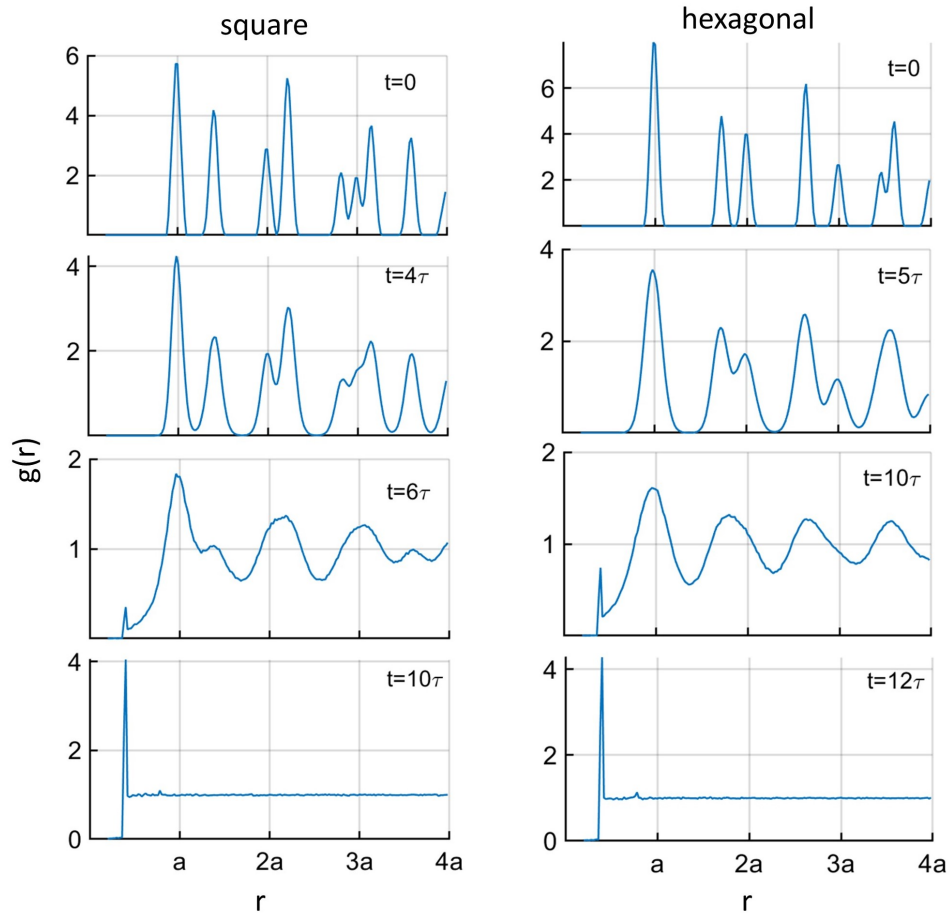 square
6
4
2
t=0
hexagonal
6
4
2
t=0
4
2
t=4τ
4
2
t=5τ
g(r)
2
1
t=6τ
2
1
t=10τ
4
2
0
t=10τ
a 2a 3a 4a
r
4
2
0
t=12τ
a 2a 3a 4a
r